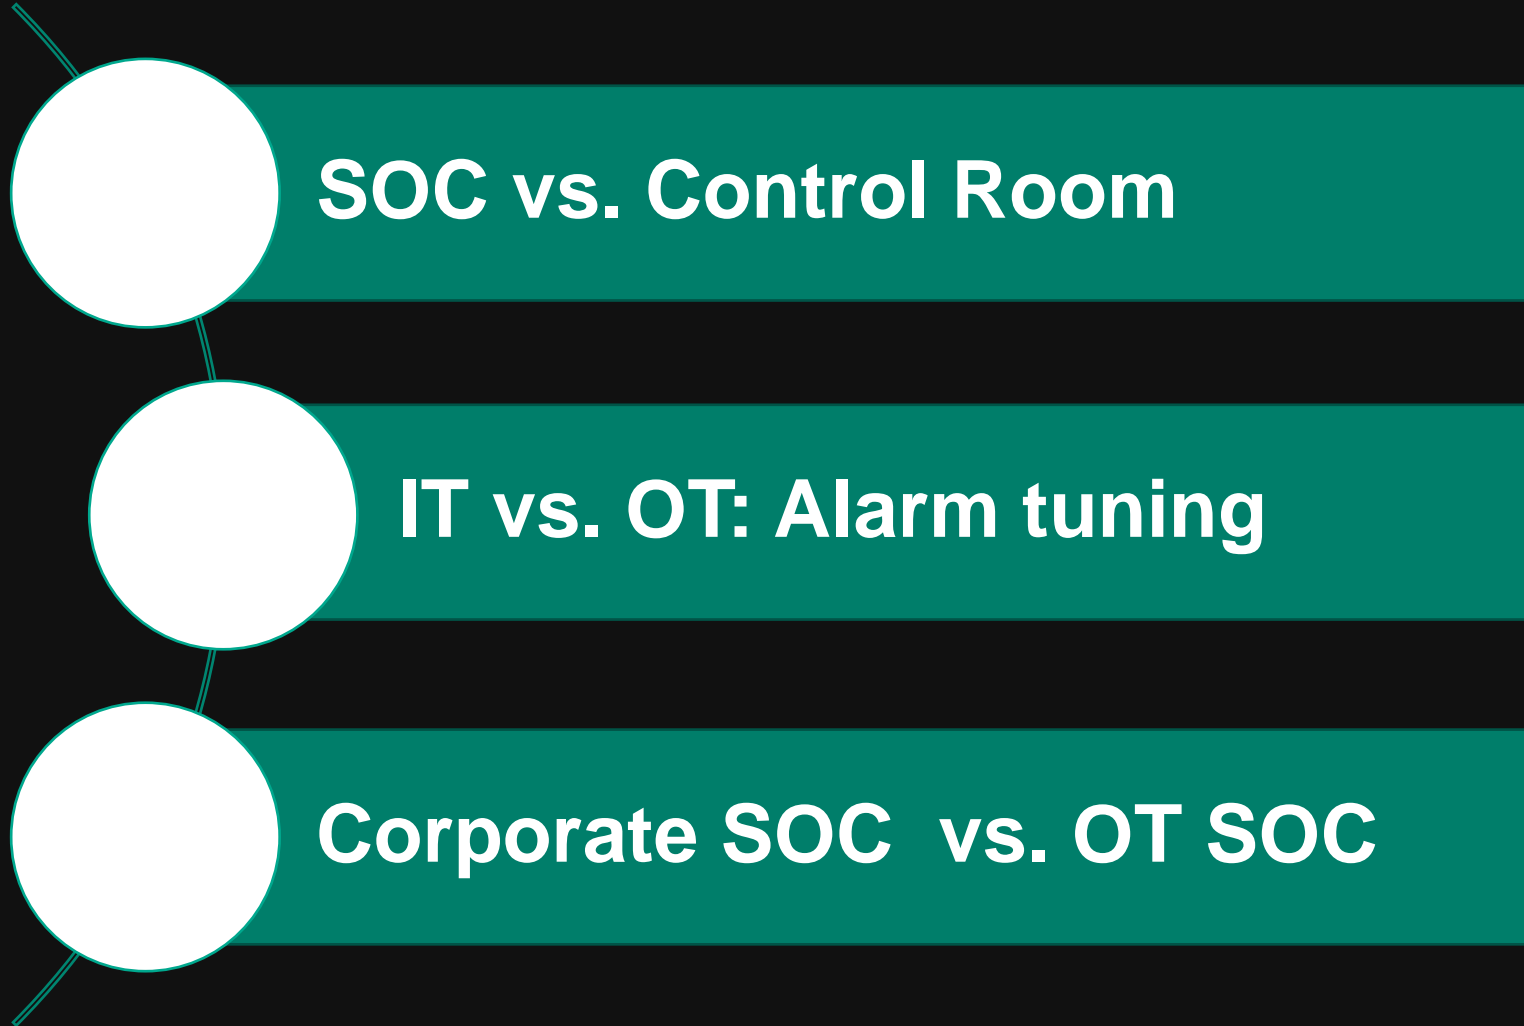 SOC vs. Control Room
IT vs. OT: Alarm tuning
Corporate SOC  vs. OT SOC